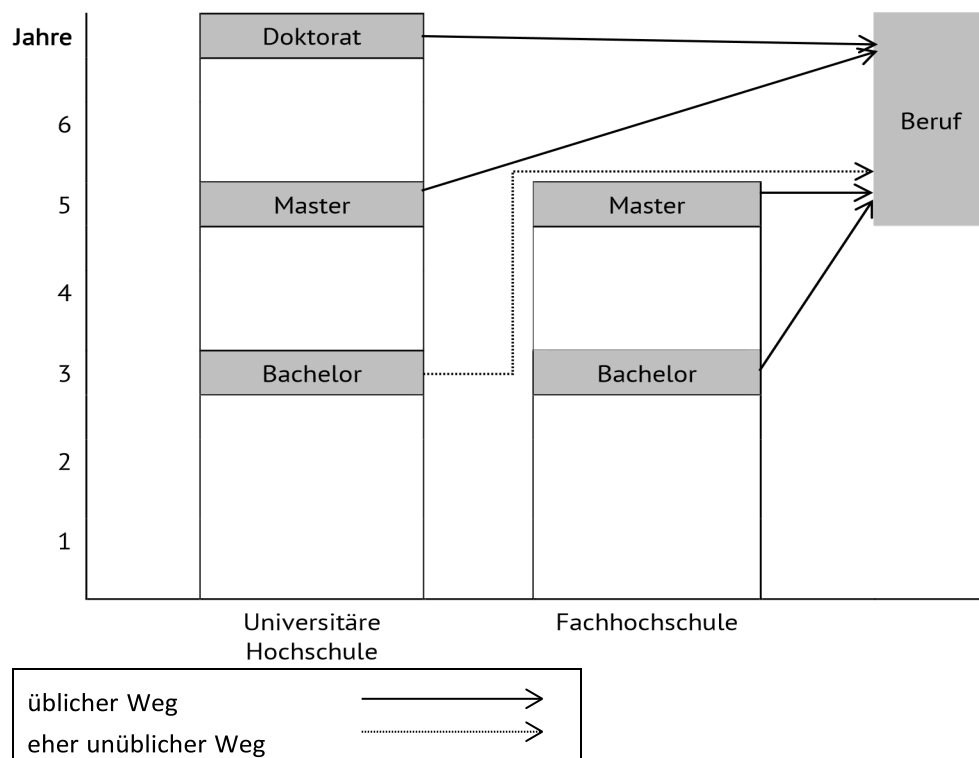 Jahre
Doktorat
Beruf
6
5
Master
Master
4
3
Bachelor
Bachelor
2
1
Universitäre
Hochschule
Fachhochschule
üblicher Weg
eher unüblicher Weg